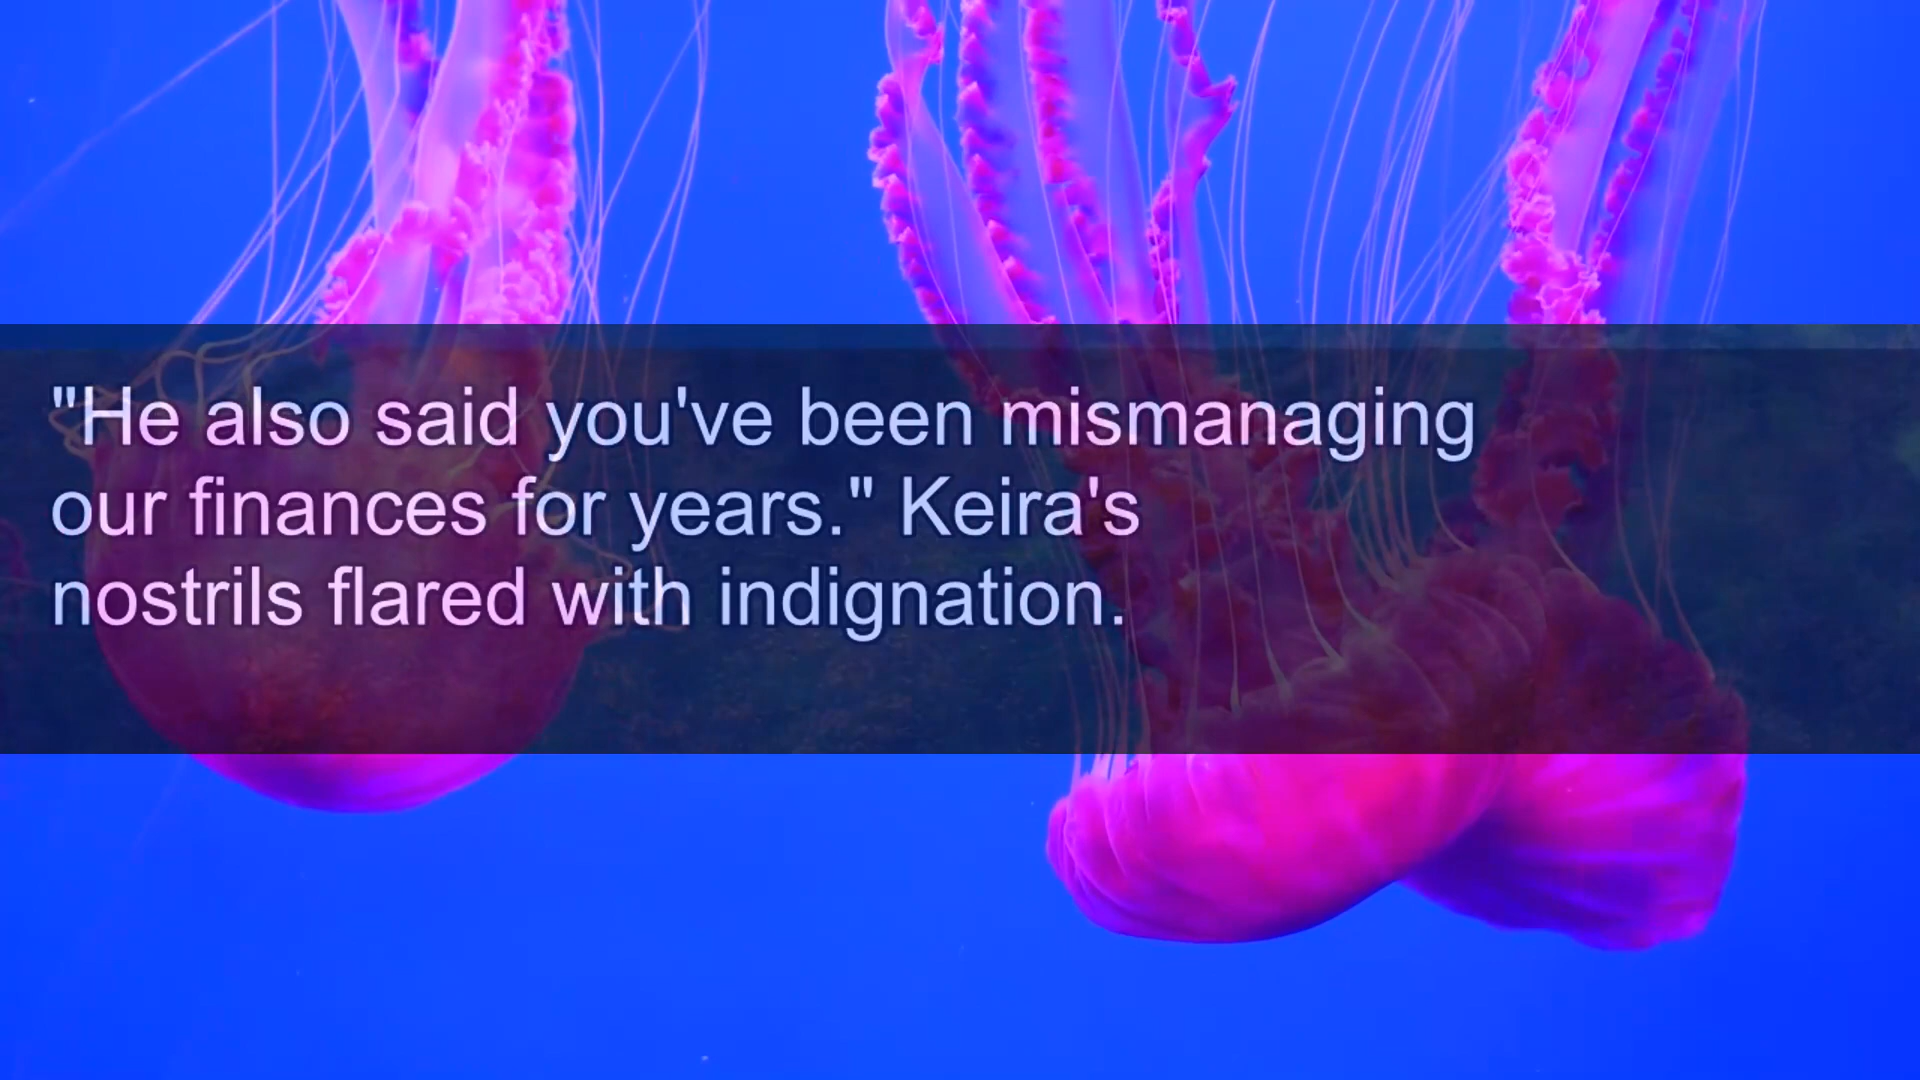 "He also said you've been mismanaging
our finances for years." Keira's
nostrils flared with indignation.